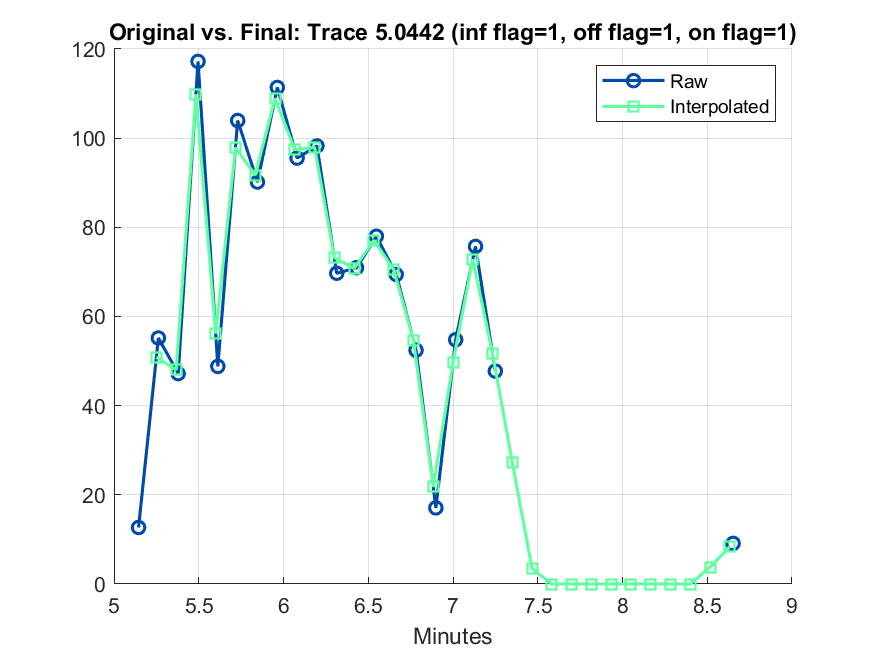 Original vs. Final: Trace 5.0442 (inf flag=1, off flag=1, on flag=1)
120
Raw
Interpolated
100
80
60
40
20
0
5 5.5 6 6.5 7 7.5 8 8.5 9
Minutes